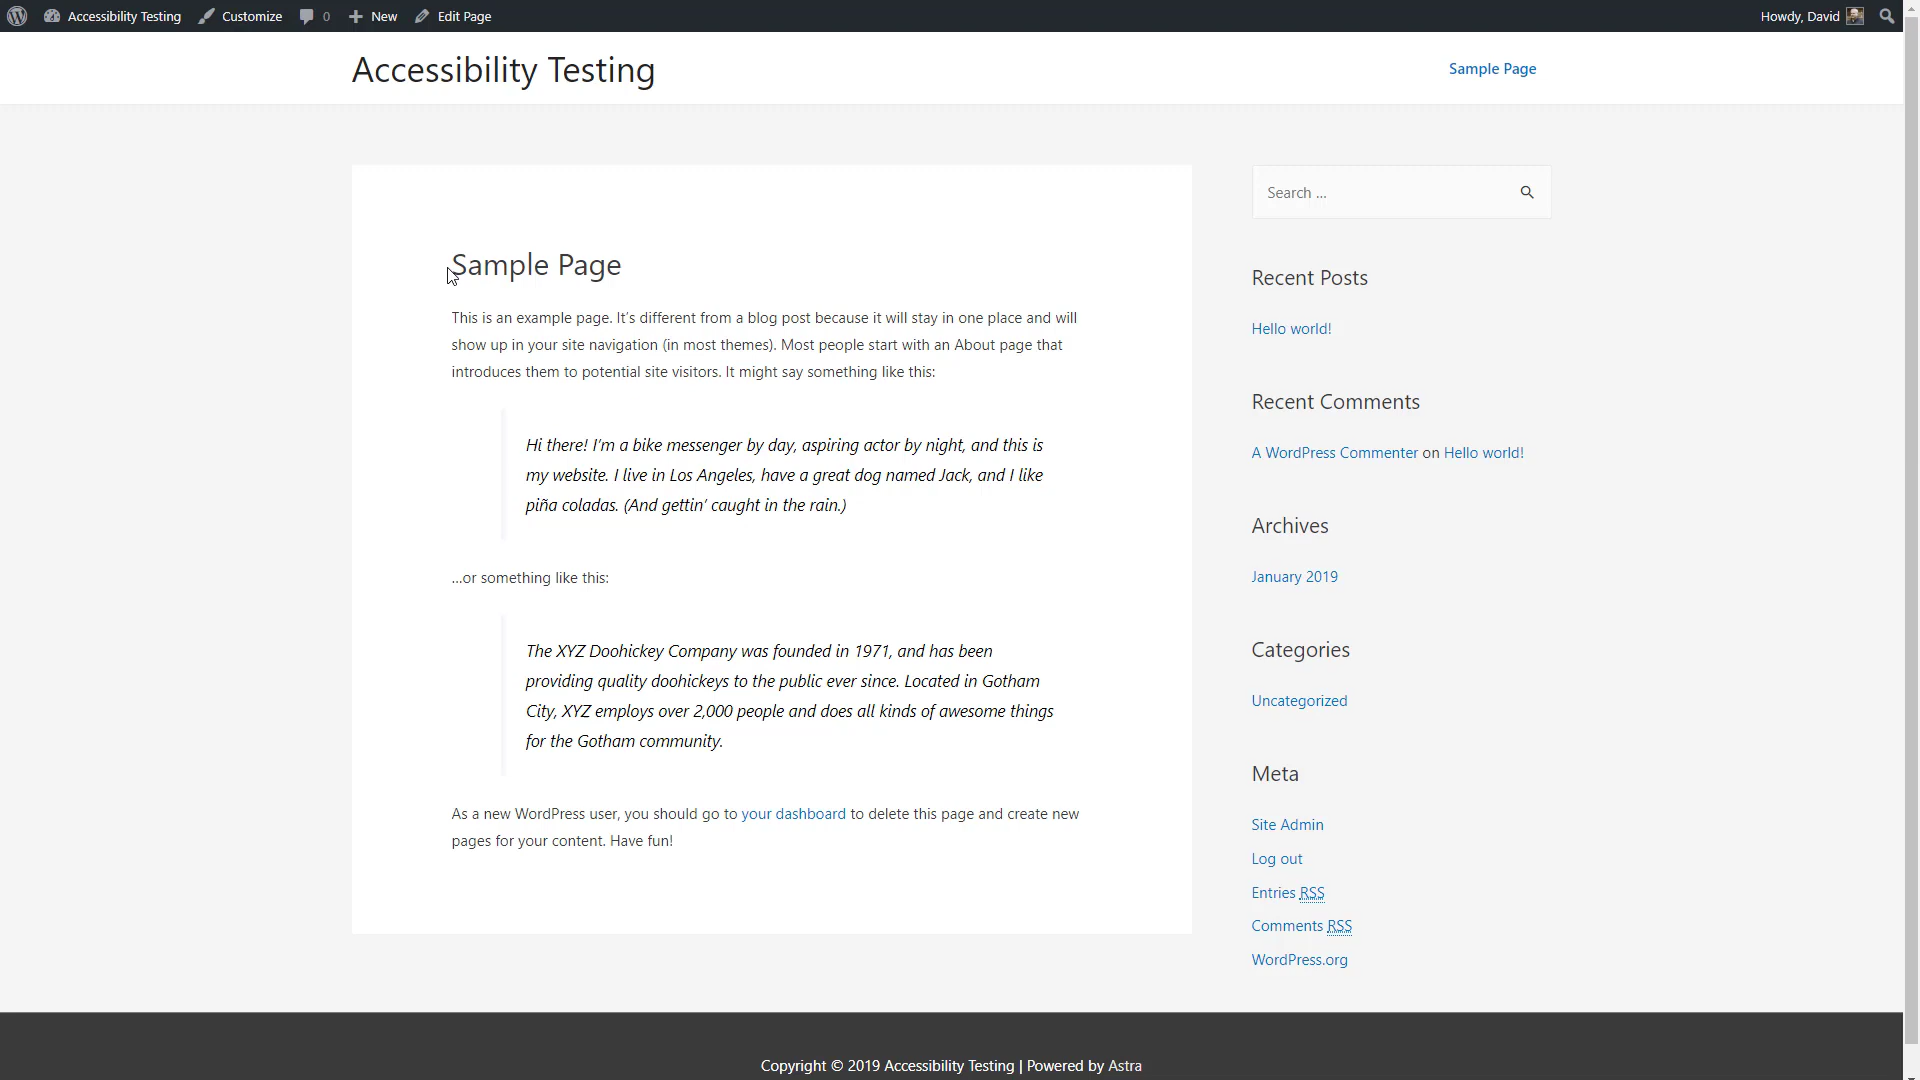 Accessibility Testing Customize 0 New Edit Page Howdy, David
Accessibility Testing
Sample Page
Sample Page
This is an example page. It’s different from a blog post because it will stay in one place and will
show up in your site navigation (in most themes). Most people start with an About page that
introduces them to potential site visitors. It might say something like this:
Hi there! I’m a bike messenger by day, aspiring actor by night, and this is
my website. I live in Los Angeles, have a great dog named Jack, and I like
piña coladas. (And gettin’ caught in the rain.)
…or something like this:
The XYZ Doohickey Company was founded in 1971, and has been
providing quality doohickeys to the public ever since. Located in Gotham
City, XYZ employs over 2,000 people and does all kinds of awesome things
for the Gotham community.
As a new WordPress user, you should go to your dashboard to delete this page and create new
pages for your content. Have fun!
Search …
Recent Posts
Hello world!
Recent Comments
A WordPress Commenter on Hello world!
Archives
January 2019
Categories
Uncategorized
Meta
Site Admin
Log out
Entries RSS
Comments RSS
WordPress.org
Copyright © 2019 Accessibility Testing | Powered by Astra